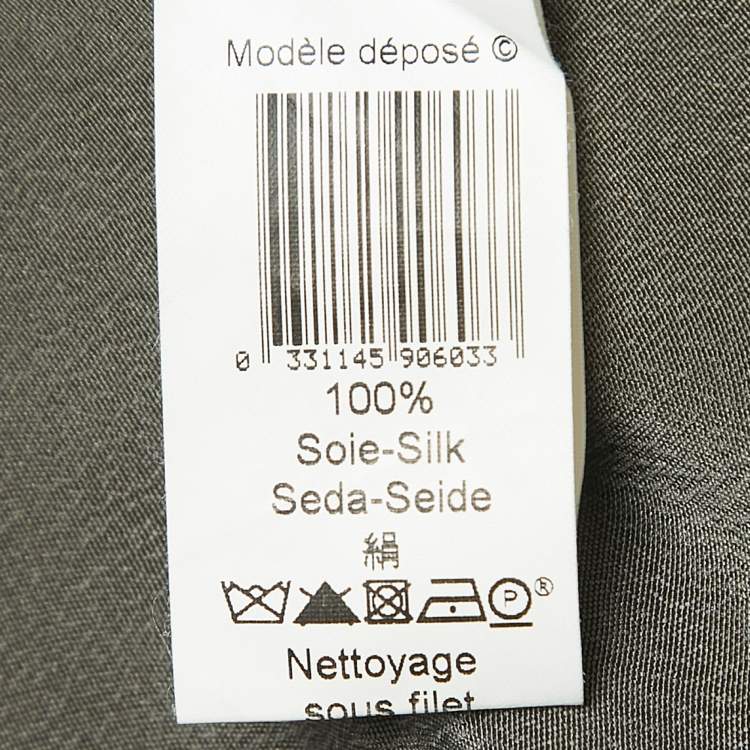 Modèle déposé ©
0 331145 906033
100%
Soie-Silk
Seda-Seide
絹
P ®
Nettoyage
sous filet